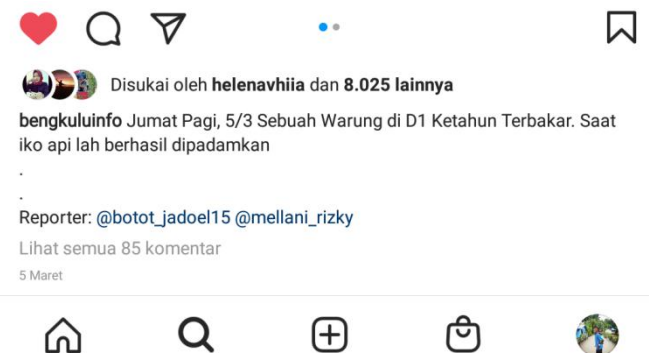 Disukai oleh helenavhiia dan 8.025 lainnya
bengkuluinfo Jumat Pagi, 5/3 Sebuah Warung di D1 Ketahun Terbakar. Saat
iko api lah berhasil dipadamkan
.
.
Reporter: @botot_jadoel15 @mellani_rizky
Lihat semua 85 komentar
5 Maret